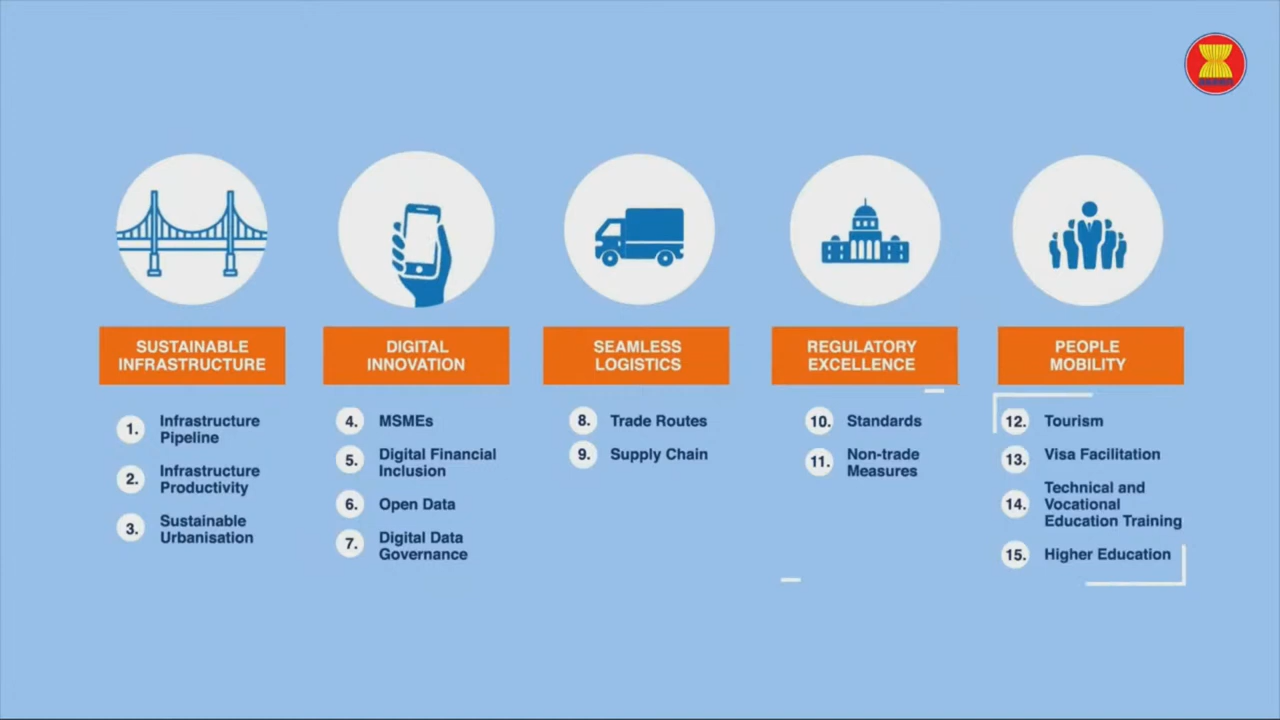 SUSTAINABLE
INFRASTRUCTURE
1. Infrastructure
Pipeline
2. Infrastructure
Productivity
3. Sustainable
Urbanisation
DIGITAL
INNOVATION
4. MSMEs
5. Digital Financial
Inclusion
6. Open Data
7. Digital Data
Governance
SEAMLESS
LOGISTICS
8. Trade Routes
9. Supply Chain
REGULATORY
EXCELLENCE
10. Standards
11. Non-trade
Measures
PEOPLE
MOBILITY
12. Tourism
13. Visa Facilitation
14. Technical and
Vocational
Education Training
15. Higher Education